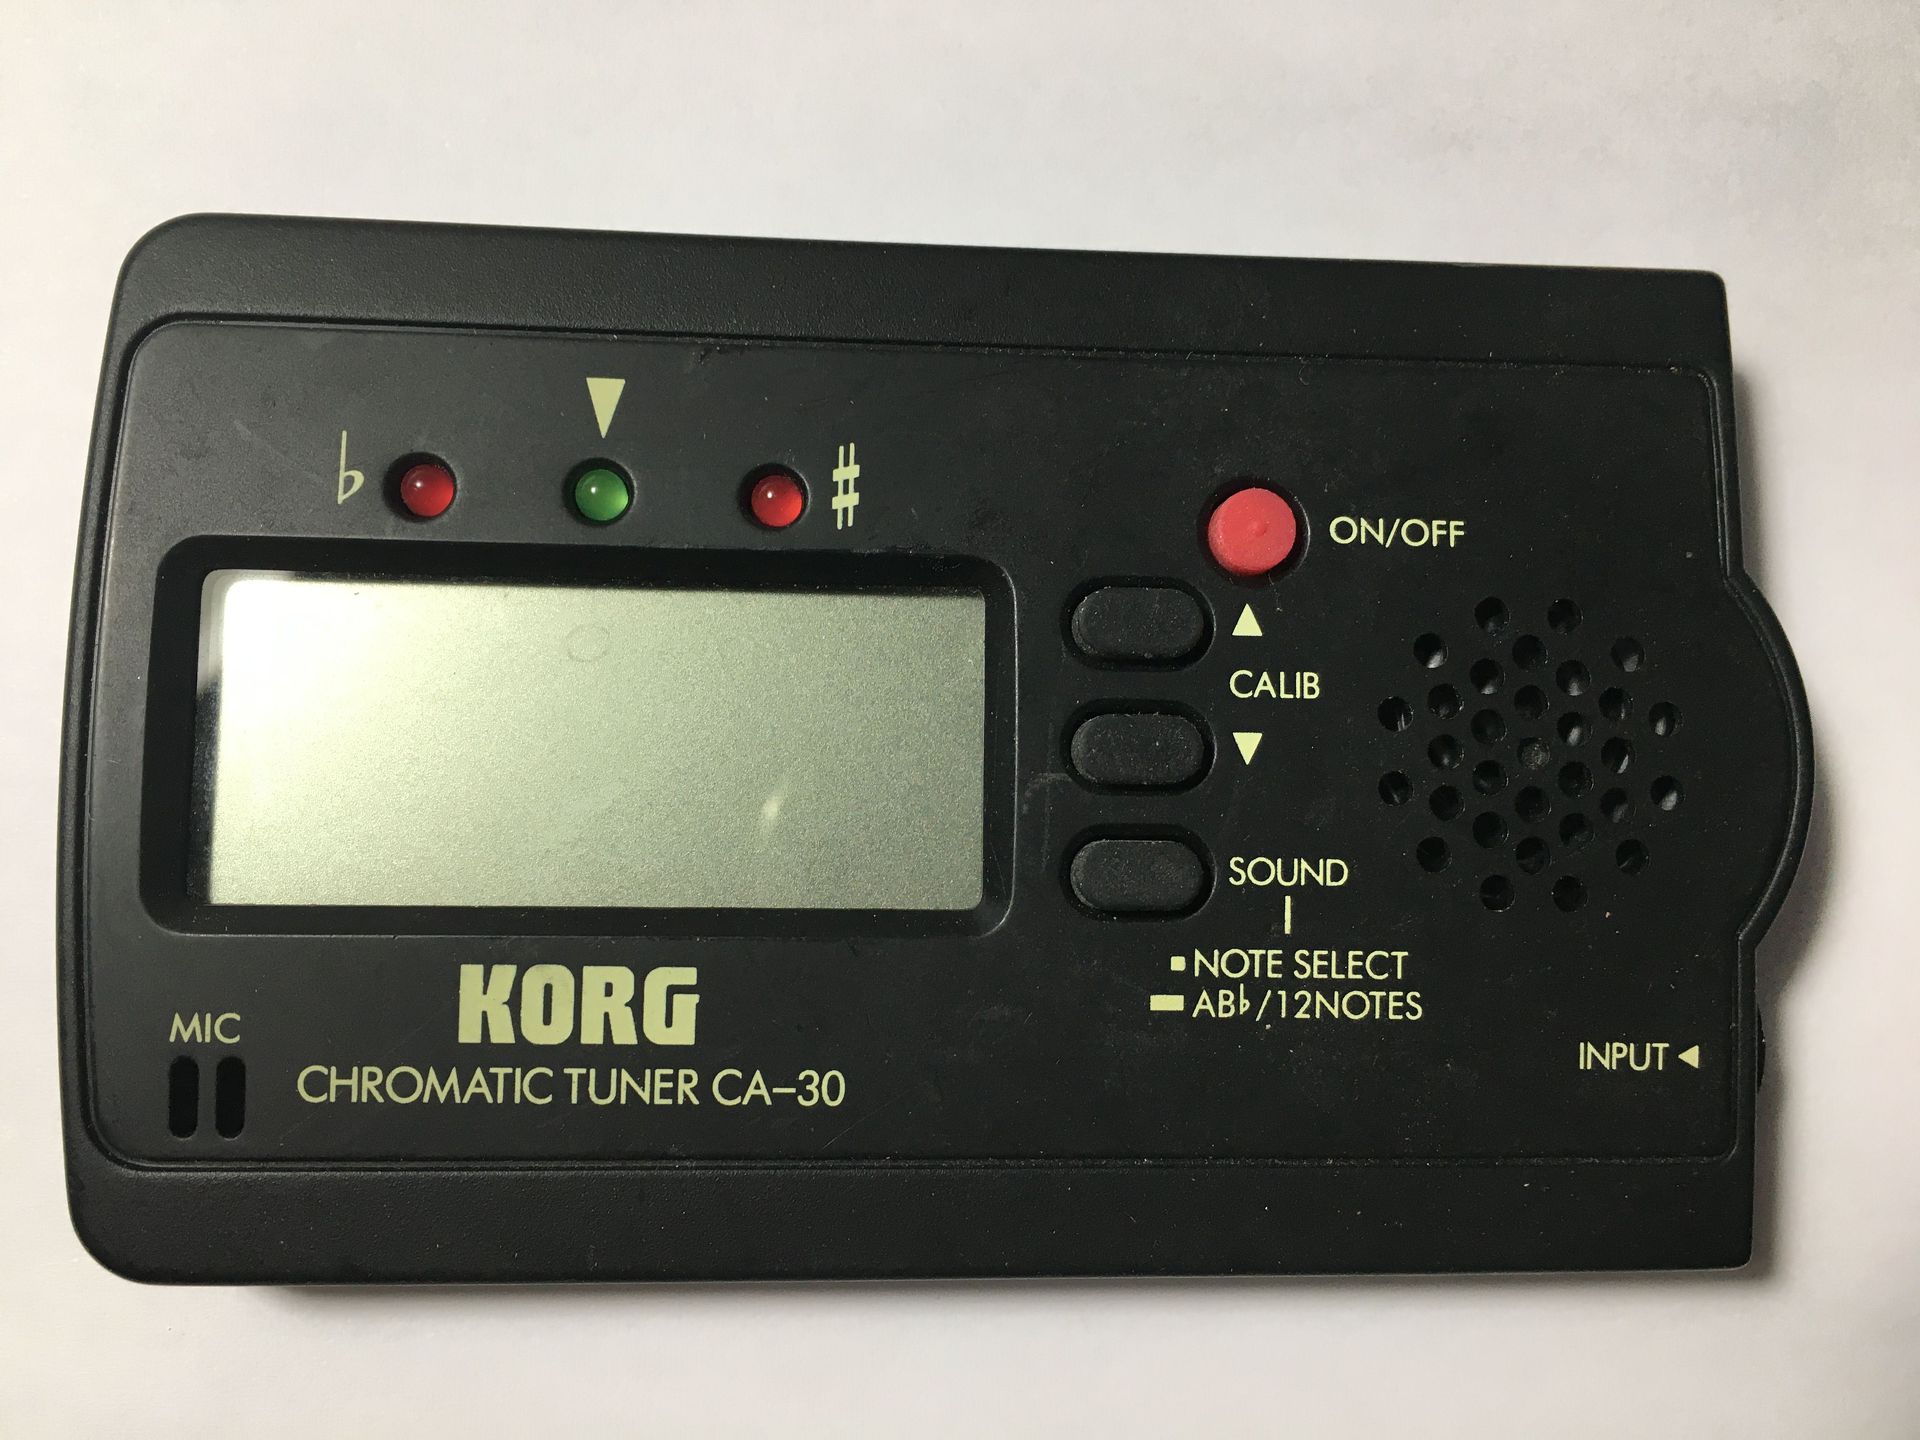 ♭ ♯
ON/OFF
CALIB
SOUND
NOTE SELECT
AB♭/12NOTES
KORG
MIC
CHROMATIC TUNER CA-30
INPUT